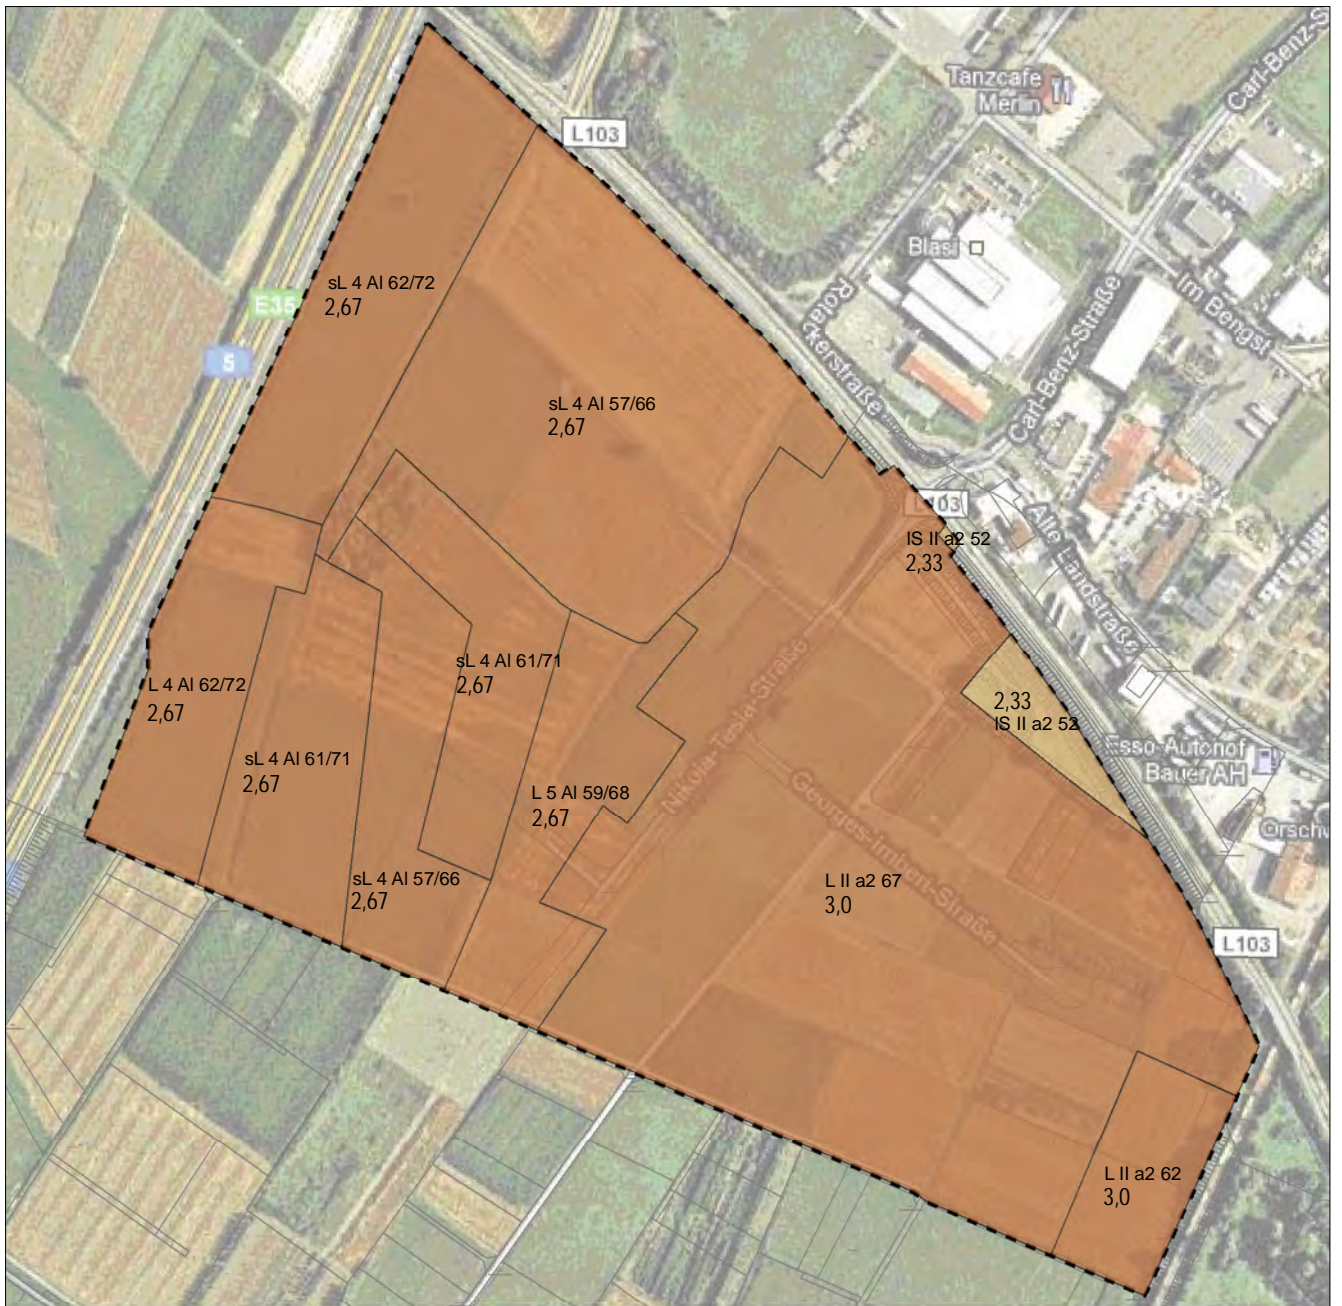 Carl-Benz-S
Tanzcafe
Merlin
L103
Blasi
sL 4 Al 62/72
2,67
E35
Im Bengst
Rotackerstraße
5
Carl-Benz-Straße
sL 4 Al 57/66
2,67
L103
lS II a2 52
2,33
Alte Landstraße
sL 4 Al 61/71
2,67
L 4 Al 62/72
2,67
2,33
lS II a2 52
Nikola-Tesla-Straße
sL 4 Al 61/71
2,67
Esso-Autohof
Bauer AH
L 5 Al 59/68
2,67
Georges-Imbert-Straße
Orschw
sL 4 Al 57/66
2,67
L II a2 67
3,0
L103
L II a2 62
3,0